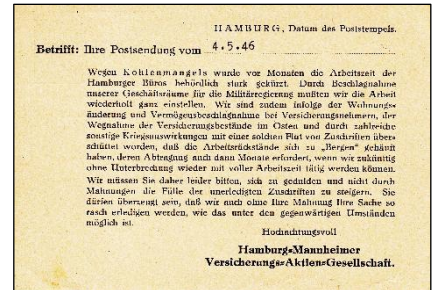 HAMBURG, Datum des Poststempels.
Betrifft: Ihre Postsendung vom 4.5.46
Wegen Kohlenmangels wurde vor Monaten die Arbeitszeit der
Hamburger Büros behördlich stark gekürzt. Durch Beschlagnahme
unserer Geschäftsräume für die Militärregierung mußten wir die Arbeit
wiederholt ganz einstellen. Wir sind zudem infolge der Wohnungs=
änderung und Vermögensbeschlagnahme bei Versicherungsnehmern, der
Wegnahme der Versicherungsbestände im Osten und durch zahlreiche
sonstige Kriegsauswirkungen mit einer solchen Flut von Zuschriften über=
schüttet worden, daß die Arbeitsrückstände sich zu „Bergen" gehäuft
haben, deren Abtragung auch dann Monate erfordert, wenn wir zukünftig
ohne Unterbrechung wieder mit voller Arbeitszeit tätig werden können.
Wir müssen Sie daher leider bitten, sich zu gedulden und nicht durch
Mahnungen die Fülle der unerledigten Zuschriften zu steigern. Sie
dürfen überzeugt sein, daß wir auch ohne Ihre Mahnung Ihre Sache so
rasch erledigen werden, wie das unter den gegenwärtigen Umständen
möglich ist.
Hochachtungsvoll
Hamburg=Mannheimer
Versicherungs=Aktien=Gesellschaft.